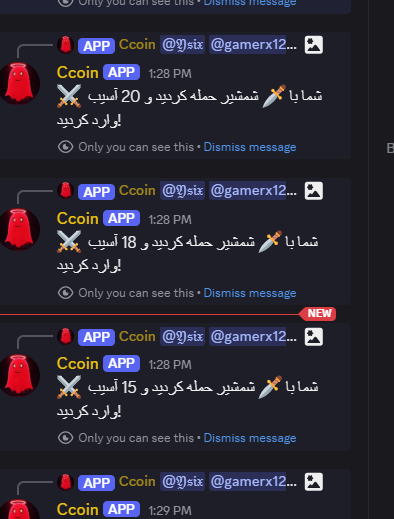 Only you can see this • Dismiss message
APP Ccoin @𝔜𝔰𝔦𝔵 @gamerx12...
Ccoin APP 1:28 PM
⚔️ شما با 🗡️ شمشیر حمله کردید و 20 آسیب
وارد کردید!
Only you can see this • Dismiss message
APP Ccoin @𝔜𝔰𝔦𝔵 @gamerx12...
Ccoin APP 1:28 PM
⚔️ شما با 🗡️ شمشیر حمله کردید و 18 آسیب
وارد کردید!
Only you can see this • Dismiss message
NEW
APP Ccoin @𝔜𝔰𝔦𝔵 @gamerx12...
Ccoin APP 1:28 PM
⚔️ شما با 🗡️ شمشیر حمله کردید و 15 آسیب
وارد کردید!
Only you can see this • Dismiss message
APP Ccoin @𝔜𝔰𝔦𝔵 @gamerx12...
Ccoin APP 1:29 PM